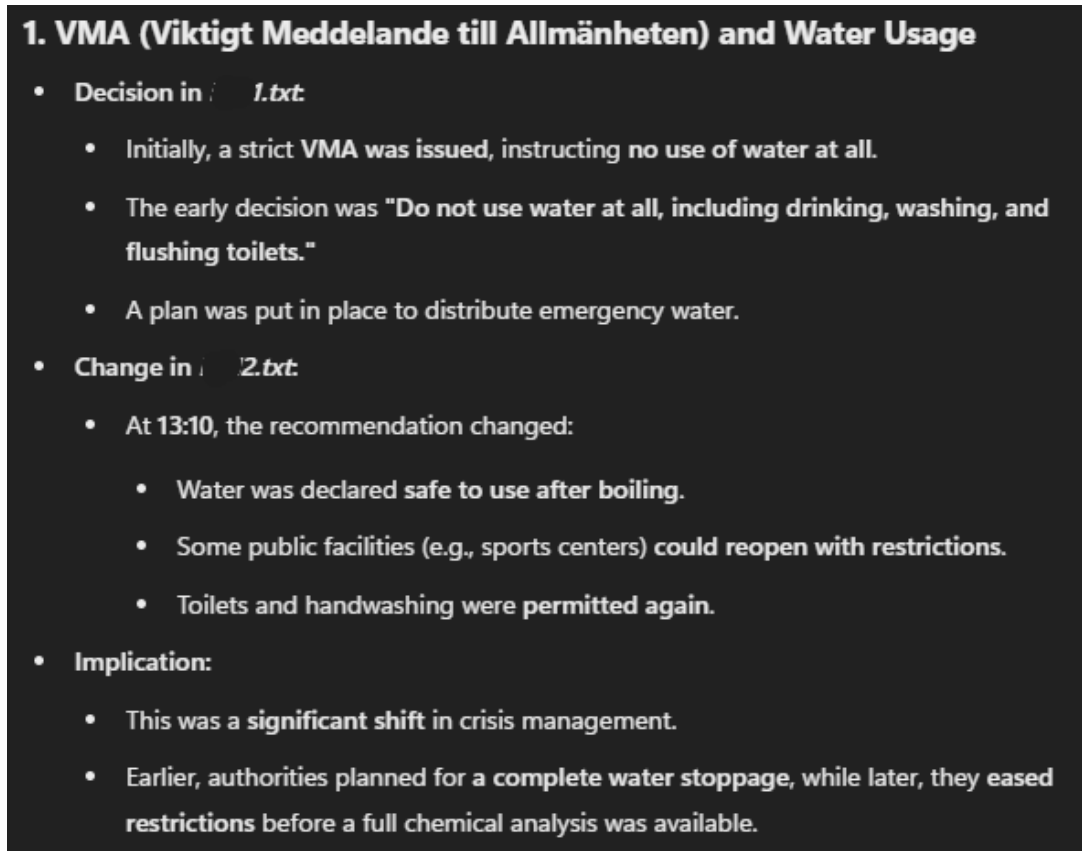 1. VMA (Viktigt Meddelande till Allmänheten) and Water Usage
• Decision in 1.txt:
• Initially, a strict VMA was issued, instructing no use of water at all.
• The early decision was "Do not use water at all, including drinking, washing, and
flushing toilets."
• A plan was put in place to distribute emergency water.
• Change in 2.txt:
• At 13:10, the recommendation changed:
• Water was declared safe to use after boiling.
• Some public facilities (e.g., sports centers) could reopen with restrictions.
• Toilets and handwashing were permitted again.
• Implication:
• This was a significant shift in crisis management.
• Earlier, authorities planned for a complete water stoppage, while later, they eased
restrictions before a full chemical analysis was available.